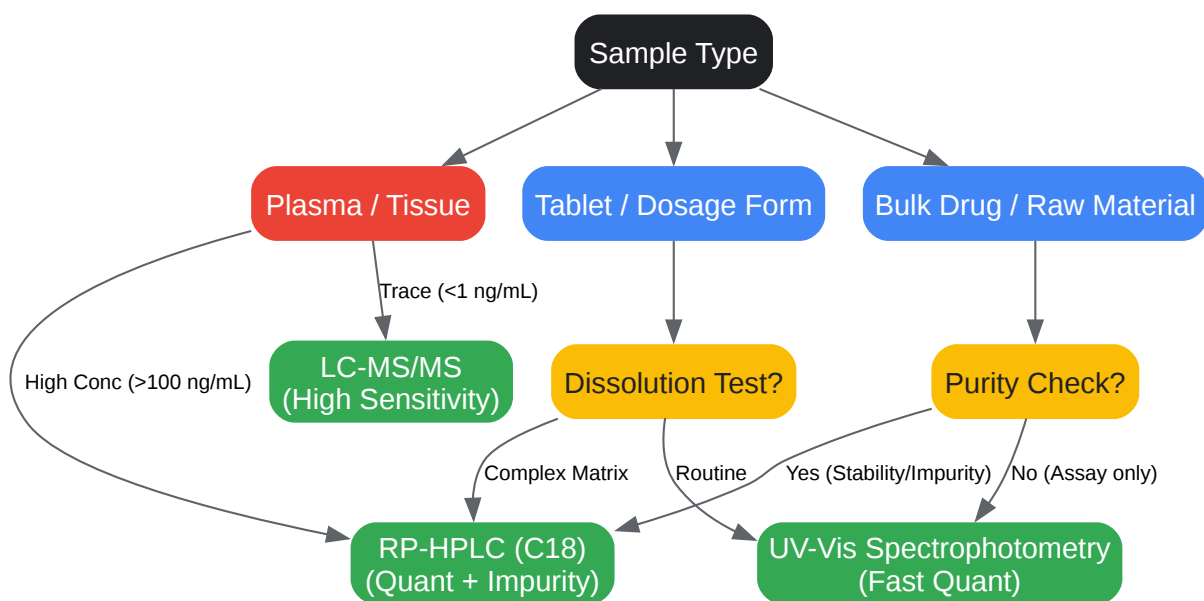 Sample Type
Plasma / Tissue
Tablet / Dosage Form
Bulk Drug / Raw Material
Trace (<1 ng/mL)
LC-MS/MS
(High Sensitivity)
High Conc (>100 ng/mL)
Dissolution Test?
Purity Check?
Complex Matrix
Routine
Yes (Stability/Impurity)
No (Assay only)
RP-HPLC (C18)
(Quant + Impurity)
UV-Vis Spectrophotometry
(Fast Quant)